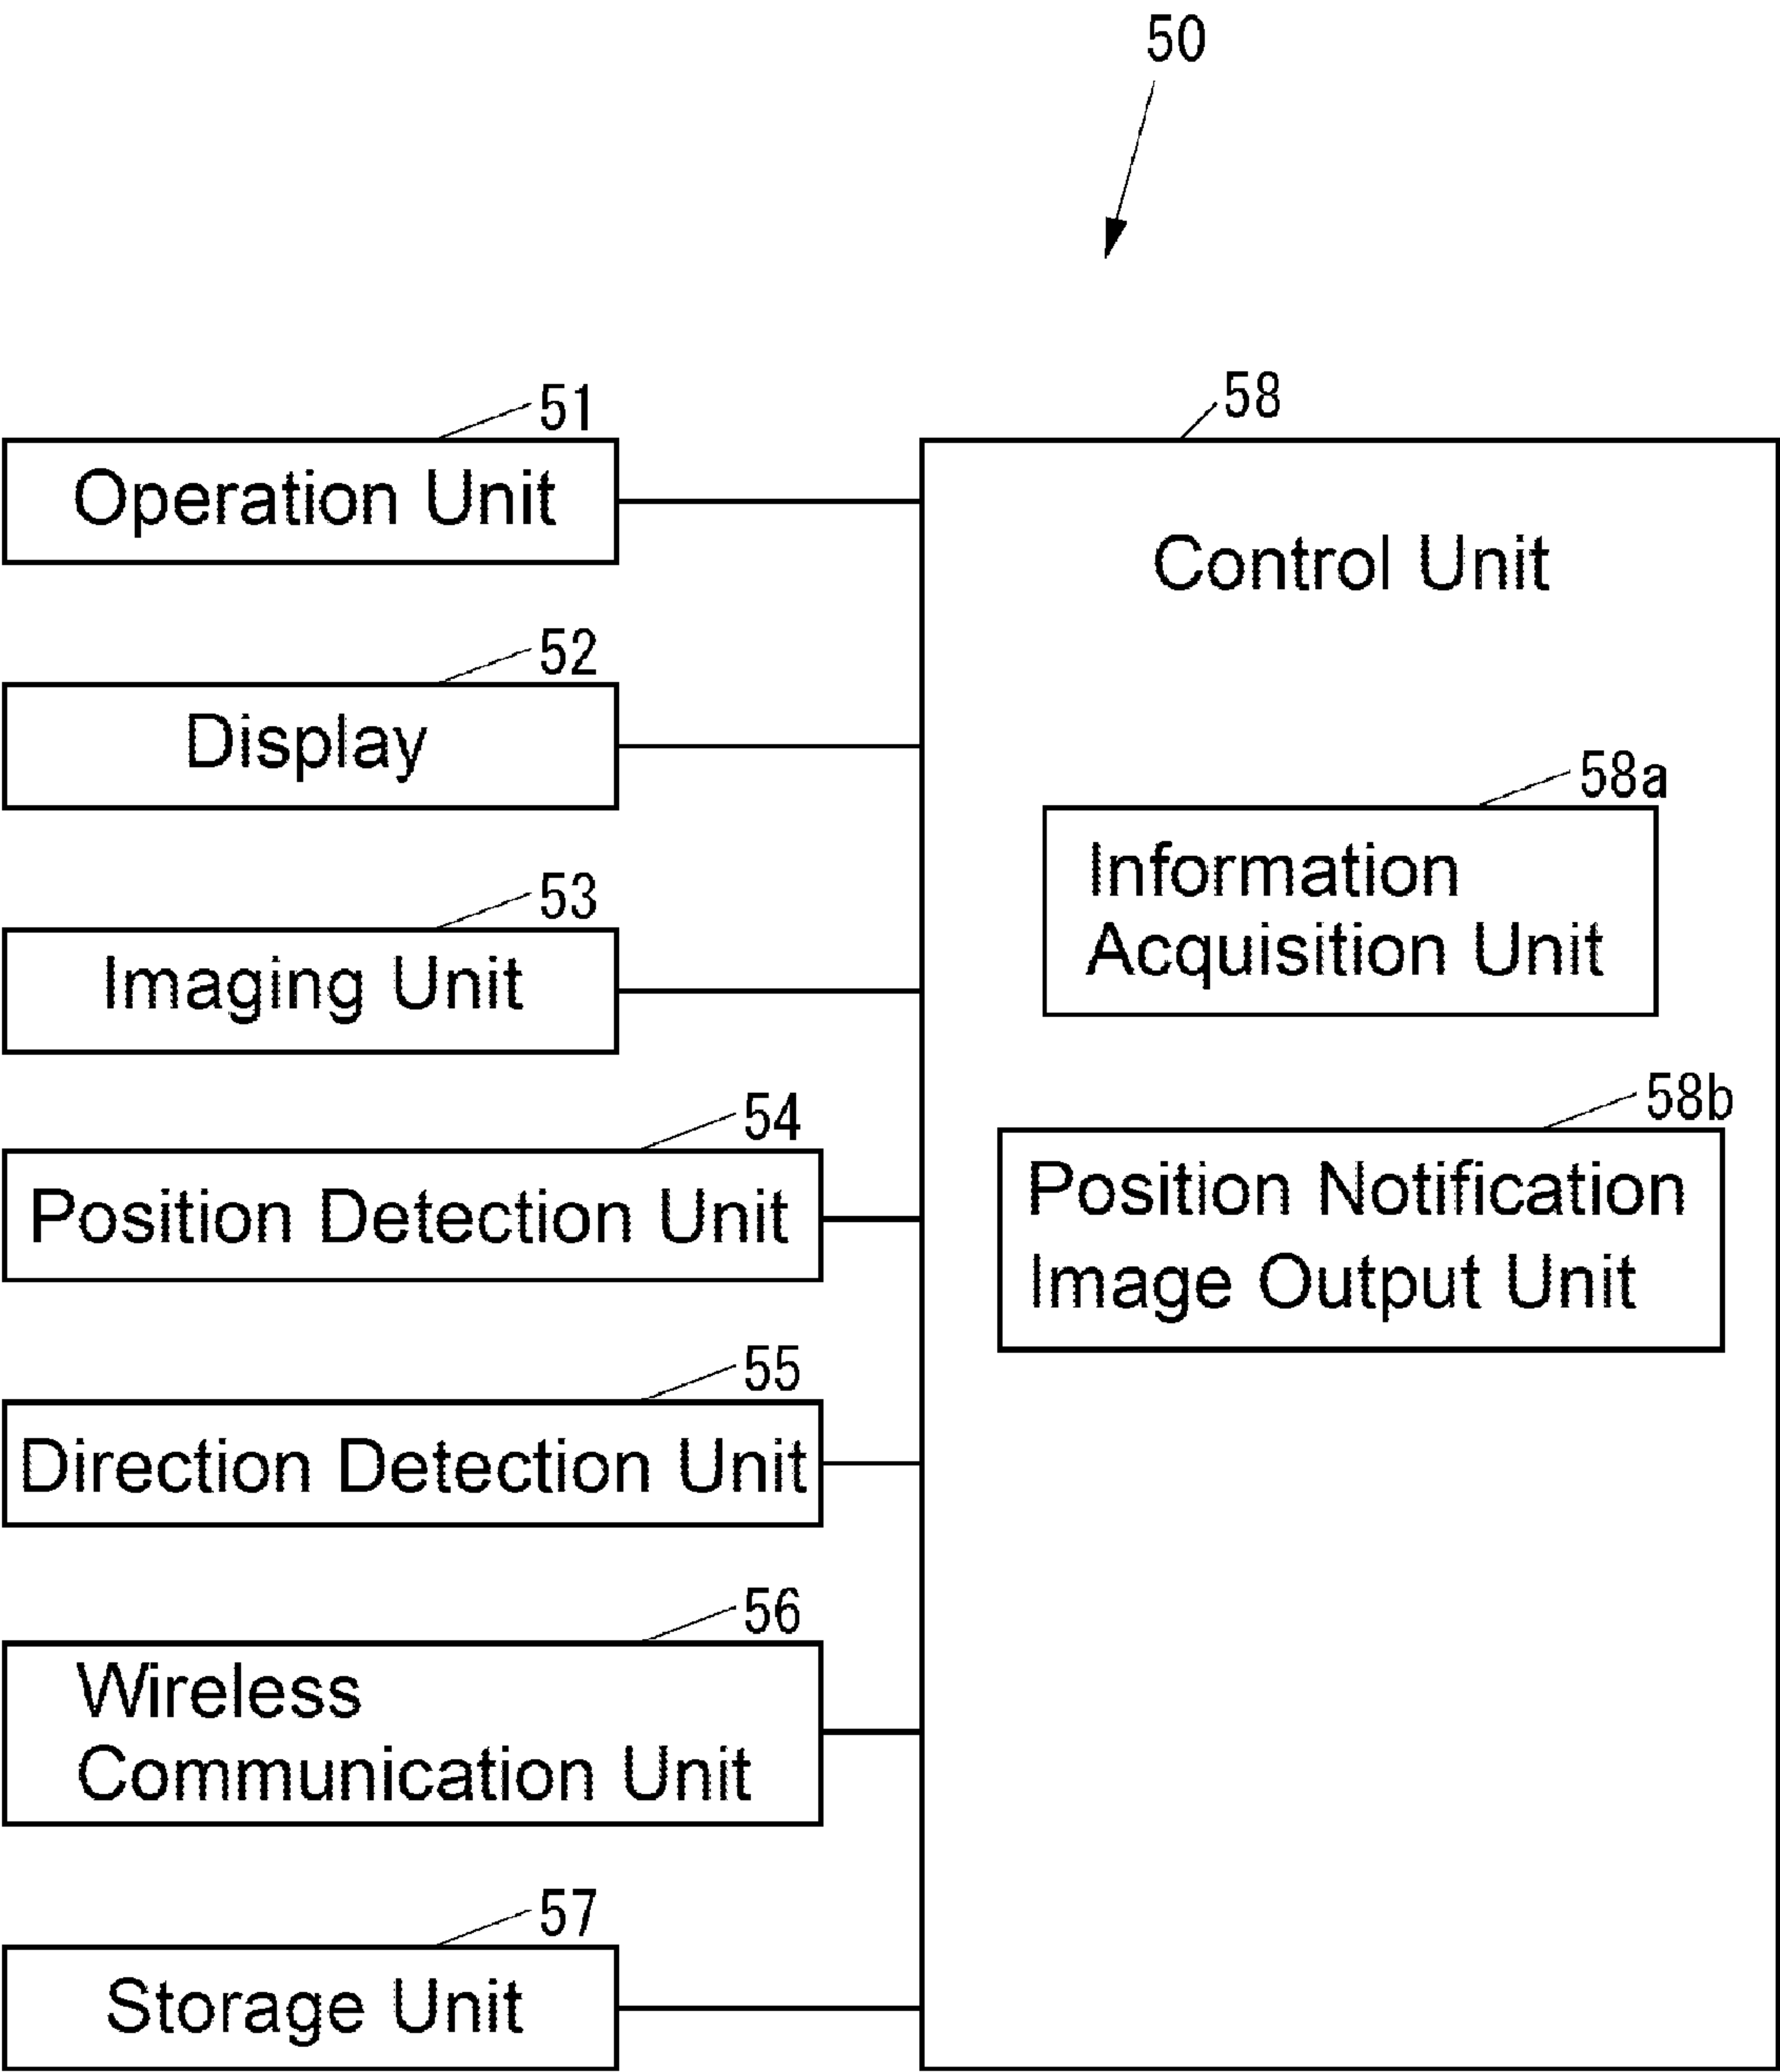 50
51
Operation Unit
52
Display
53
Imaging Unit
54
Position Detection Unit
55
Direction Detection Unit
56
Wireless
Communication Unit
57
Storage Unit
58
Control Unit
58a
Information
Acquisition Unit
58b
Position Notification
Image Output Unit